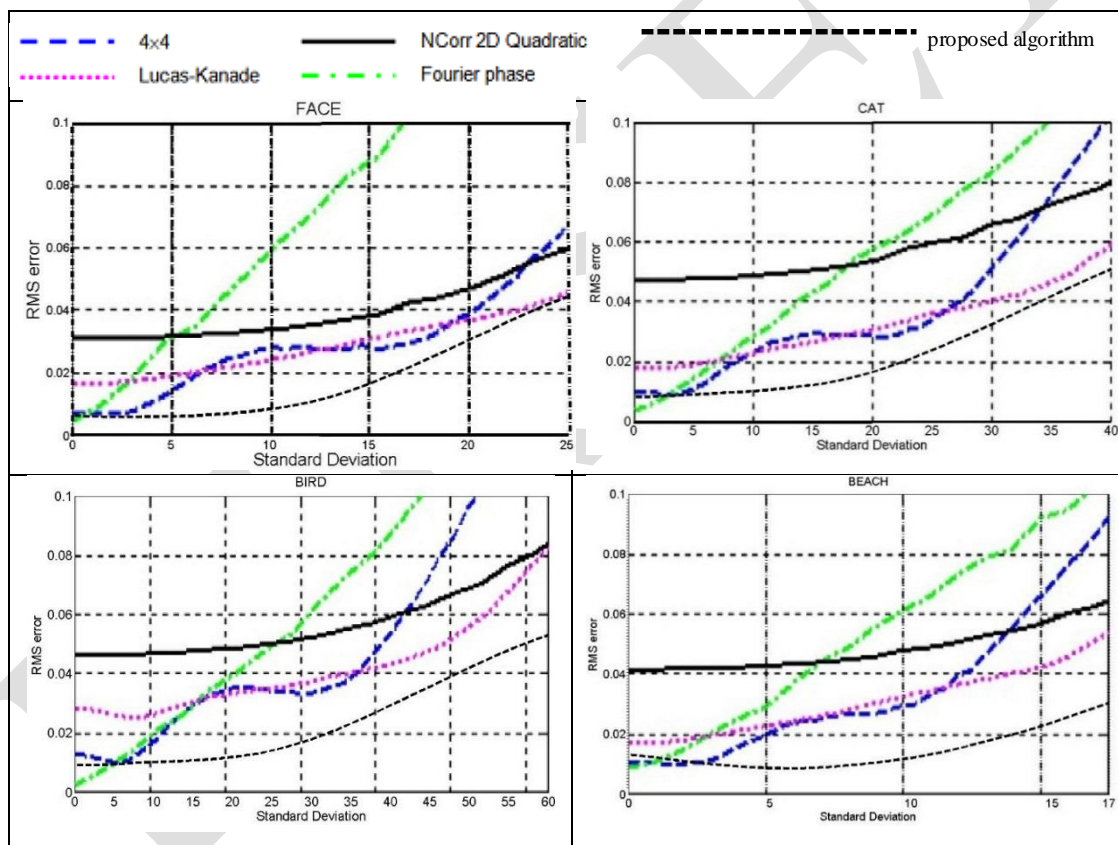 4×4
NCorr 2D Quadratic
proposed algorithm
Lucas-Kanade
Fourier phase
FACE
0.1
0.08
0.06
0.04
0.02
0
RMS error
0 5 10 15 20 25
Standard Deviation
CAT
0.1
0.08
0.06
0.04
0.02
0
RMS error
0 10 20 30 40
Standard Deviation
BIRD
0.1
0.08
0.06
0.04
0.02
0
RMS error
0 5 10 15 20 25 30 35 40 45 50 55 60
Standard Deviation
BEACH
0.1
0.08
0.06
0.04
0.02
0
RMS error
0 5 10 15 17
Standard Deviation